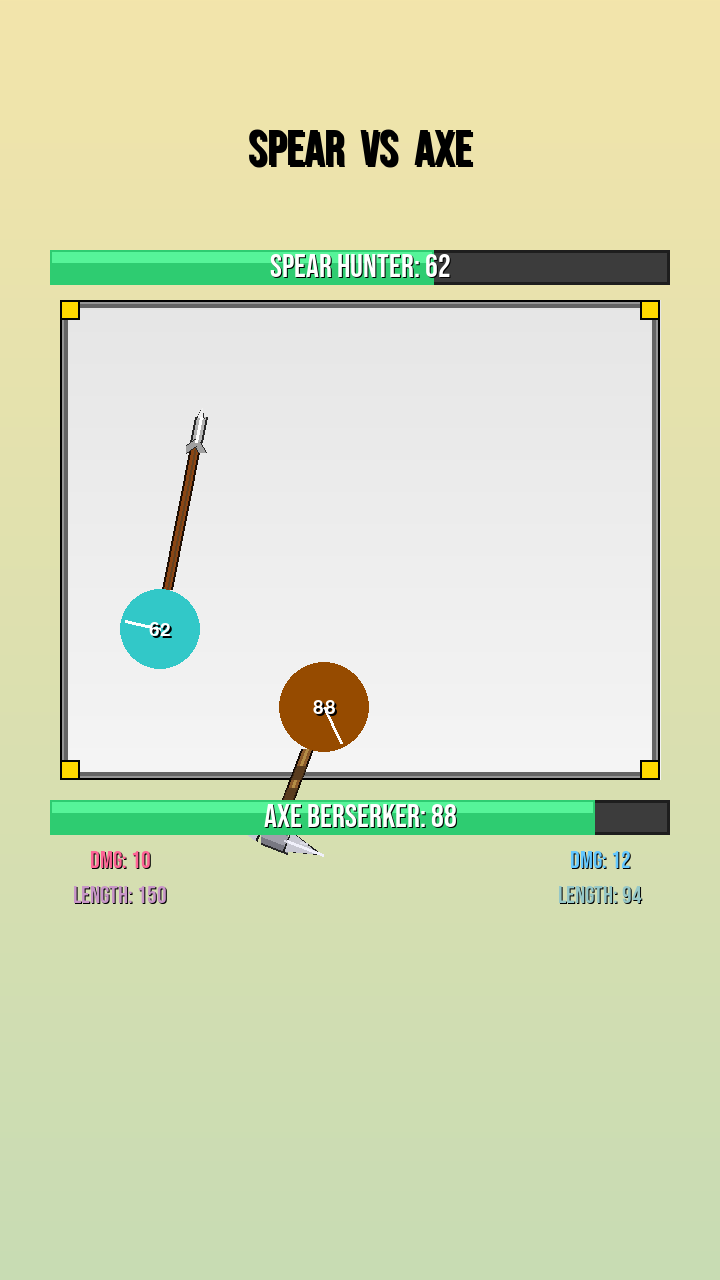 SPEAR VS AXE
SPEAR HUNTER: 62
62
88
AXE BERSERKER: 88
DMG: 10
DMG: 12
LENGTH: 150
LENGTH: 94